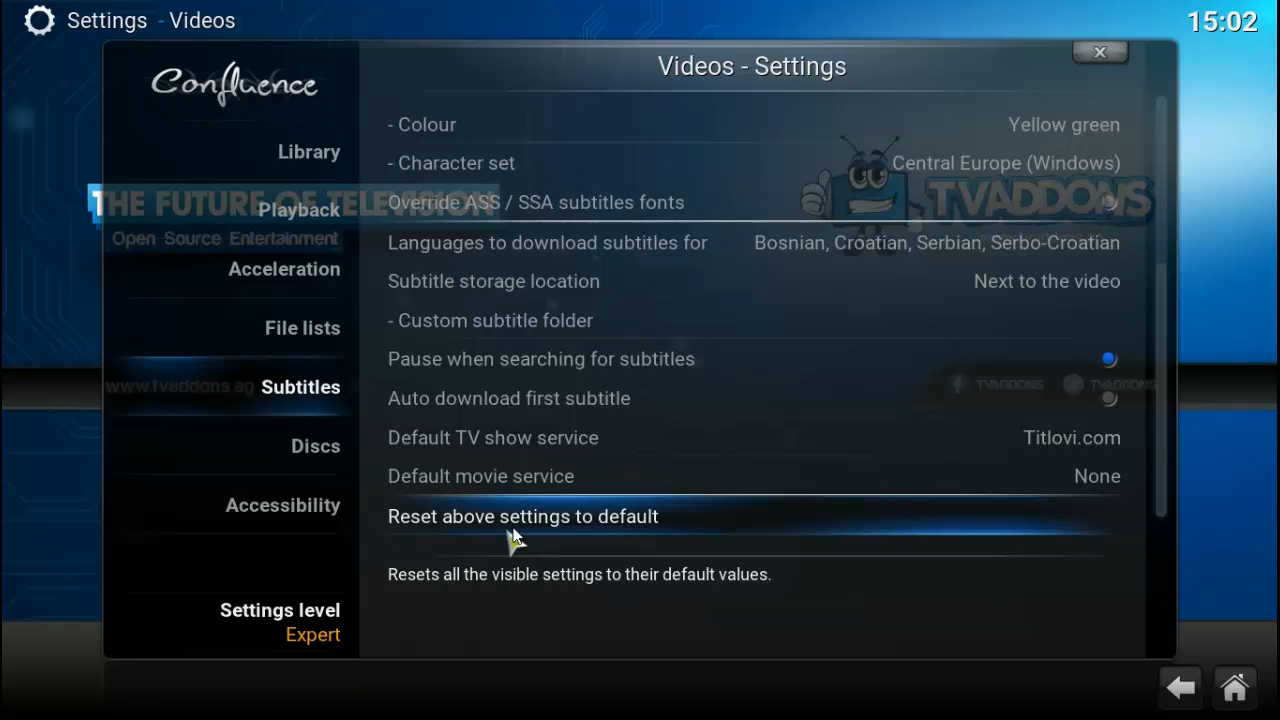 Settings - Videos
15:02
Confluence
Videos - Settings
x
- Colour Yellow green
- Character set Central Europe (Windows)
Override ASS / SSA subtitles fonts
Languages to download subtitles for Bosnian, Croatian, Serbian, Serbo-Croatian
Subtitle storage location Next to the video
- Custom subtitle folder
Pause when searching for subtitles
Auto download first subtitle
Default TV show service Titlovi.com
Default movie service None
Reset above settings to default
Resets all the visible settings to their default values.
Library
Playback
Acceleration
File lists
Subtitles
Discs
Accessibility
Settings level
Expert
THE FUTURE OF TELEVISION
Open Source Entertainment
TVADDONS
www.tvaddons.ag
f TVADDONS
TVADDONS